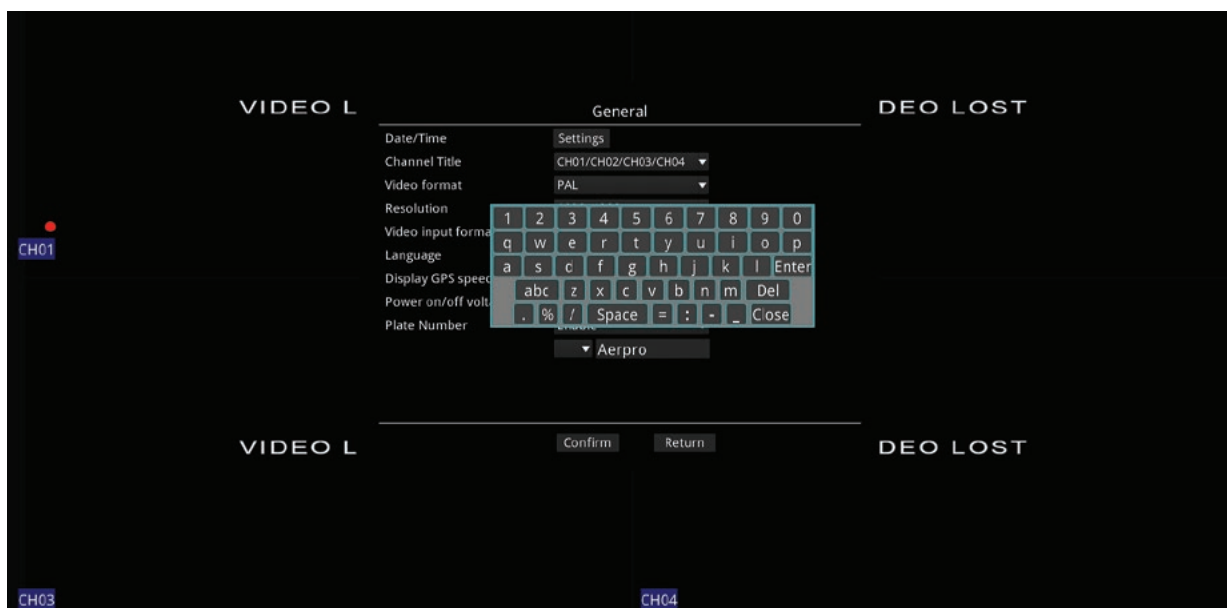 VIDEO L
General
DEO LOST
Date/Time
Settings
Channel Title
CH01/CH02/CH03/CH04
Video format
PAL
Resolution
Video input forma
Language
Display GPS speed
Power on/off volt
Plate Number
1 2 3 4 5 6 7 8 9 0
q w e r t y u i o p
a s d f g h j k l Enter
abc z x c v b n m Del
. % / Space = : - _ Close
Aerpro
CH01
VIDEO L
Confirm
Return
DEO LOST
CH03
CH04